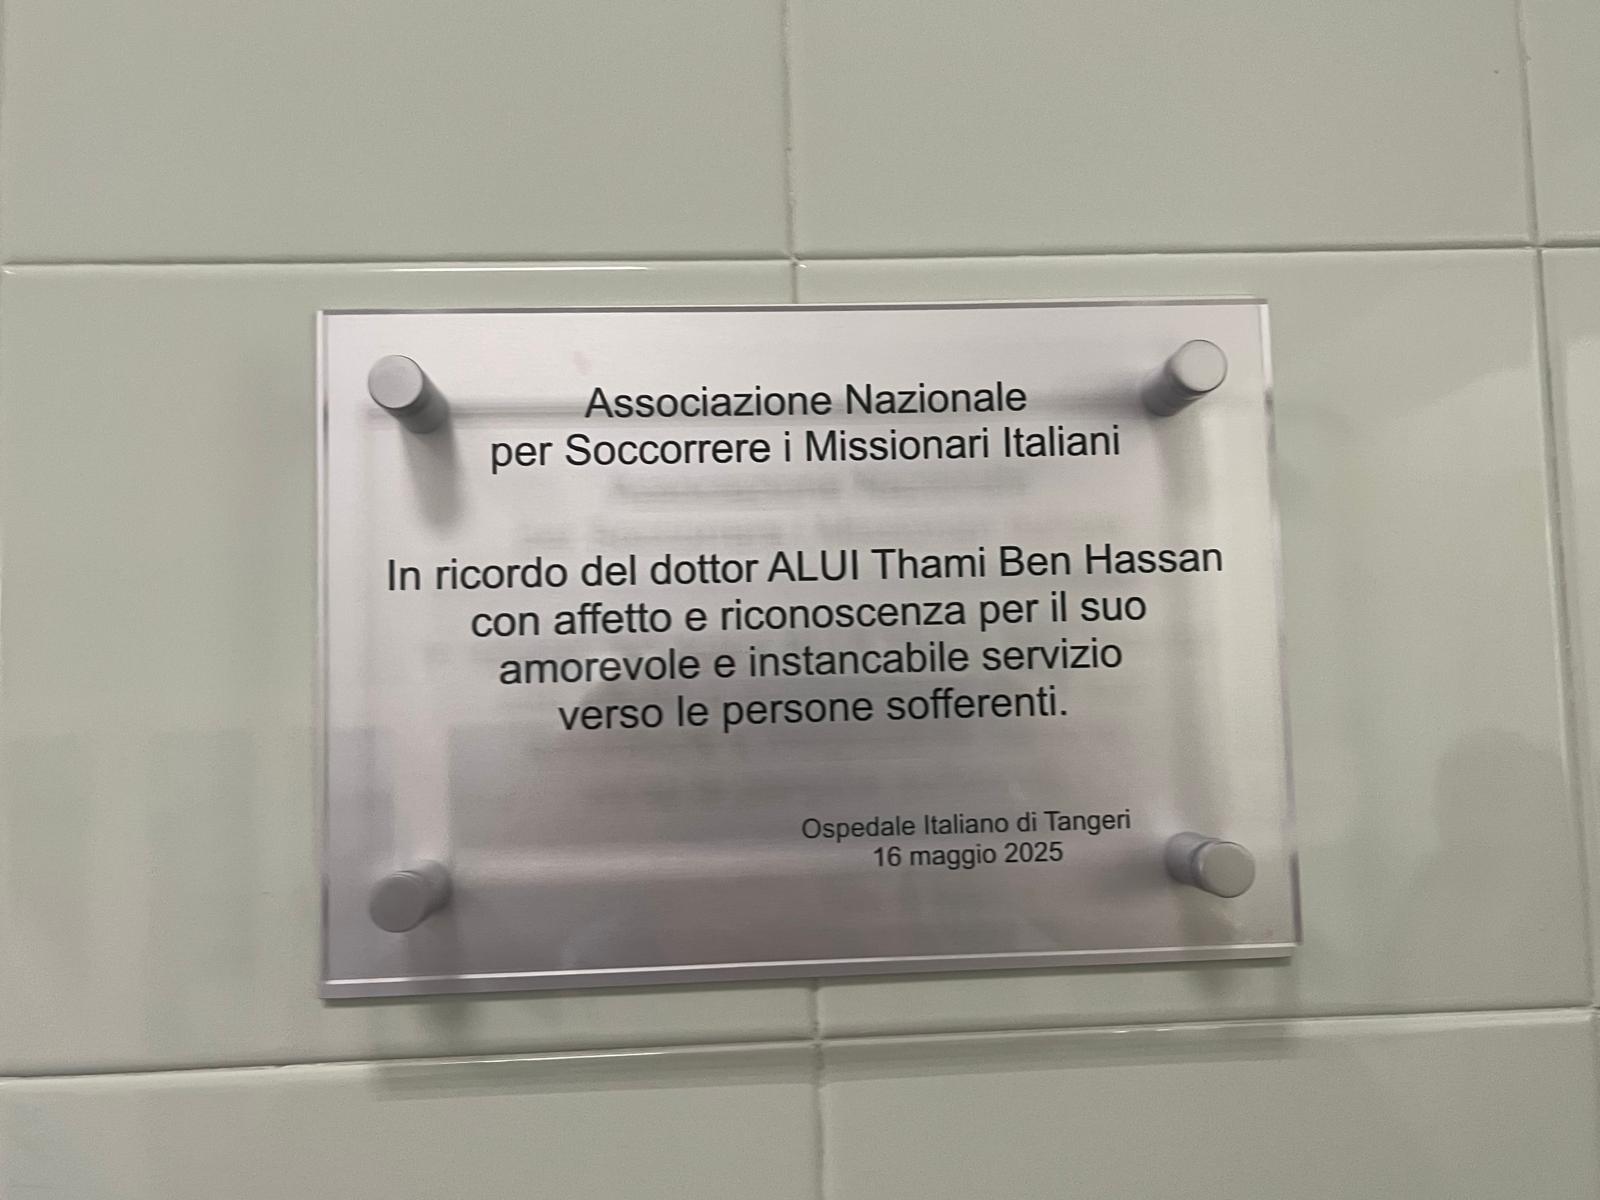 Associazione Nazionale
per Soccorrere i Missionari Italiani
In ricordo del dottor ALUI Thami Ben Hassan
con affetto e riconoscenza per il suo
amorevole e instancabile servizio
verso le persone sofferenti.
Ospedale Italiano di Tangeri
16 maggio 2025